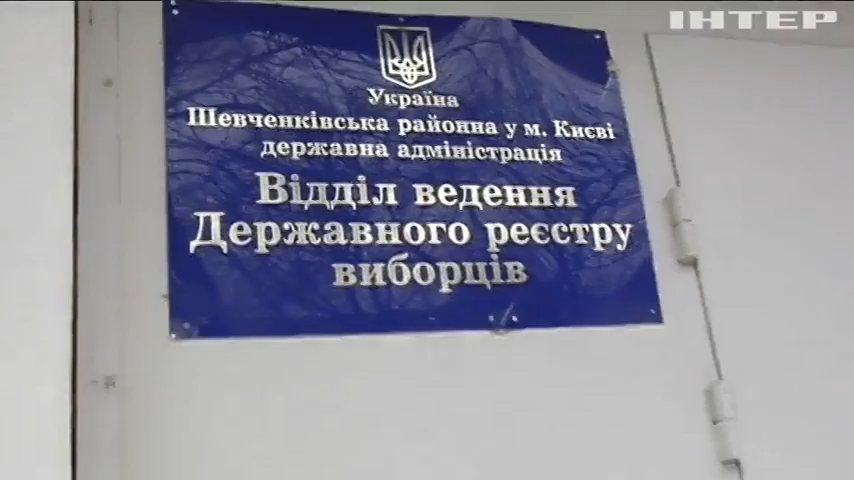 ІНТЕР
Україна
Шевченківська районна у м. Києві
державна адміністрація
Відділ ведення
Державного реєстру
виборців